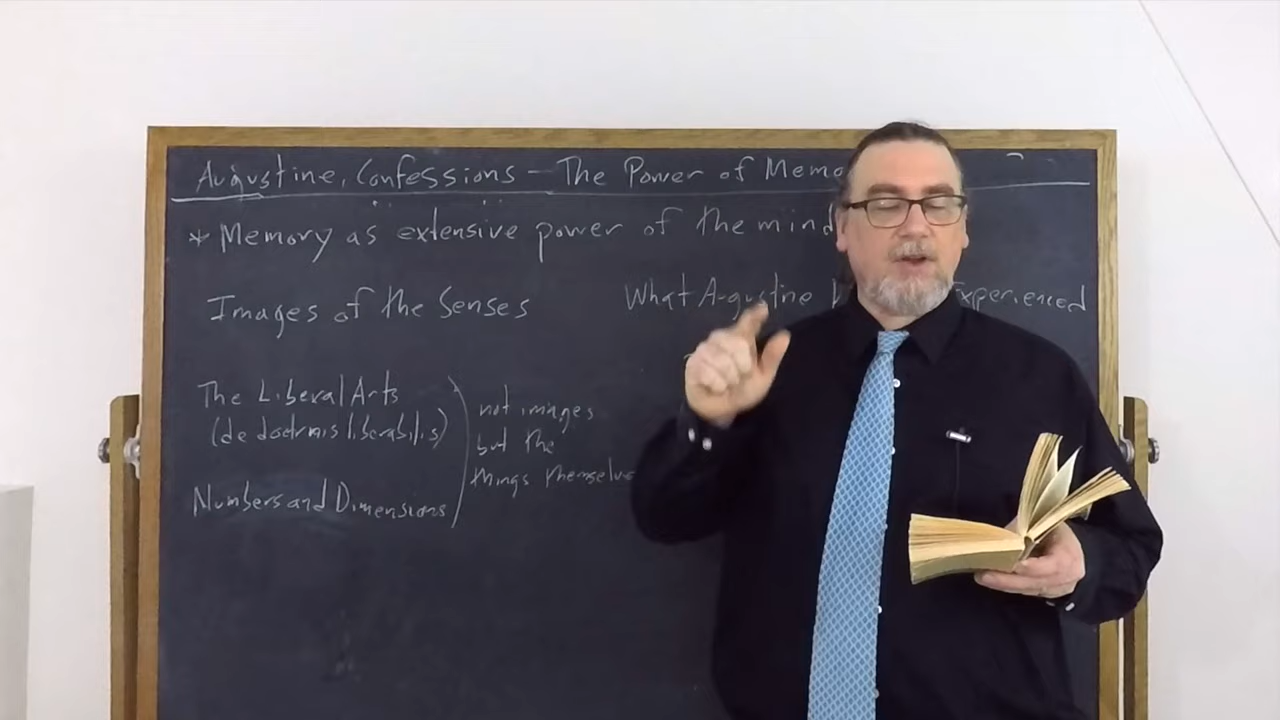 Augustine, Confessions — The Power of Memo
* Memory as extensive power of the mind
Images of the Senses
What Augustine
Experienced
The Liberal Arts
(de doctrinis liberabilis)
Numbers and Dimensions
not images
but the
things themselve